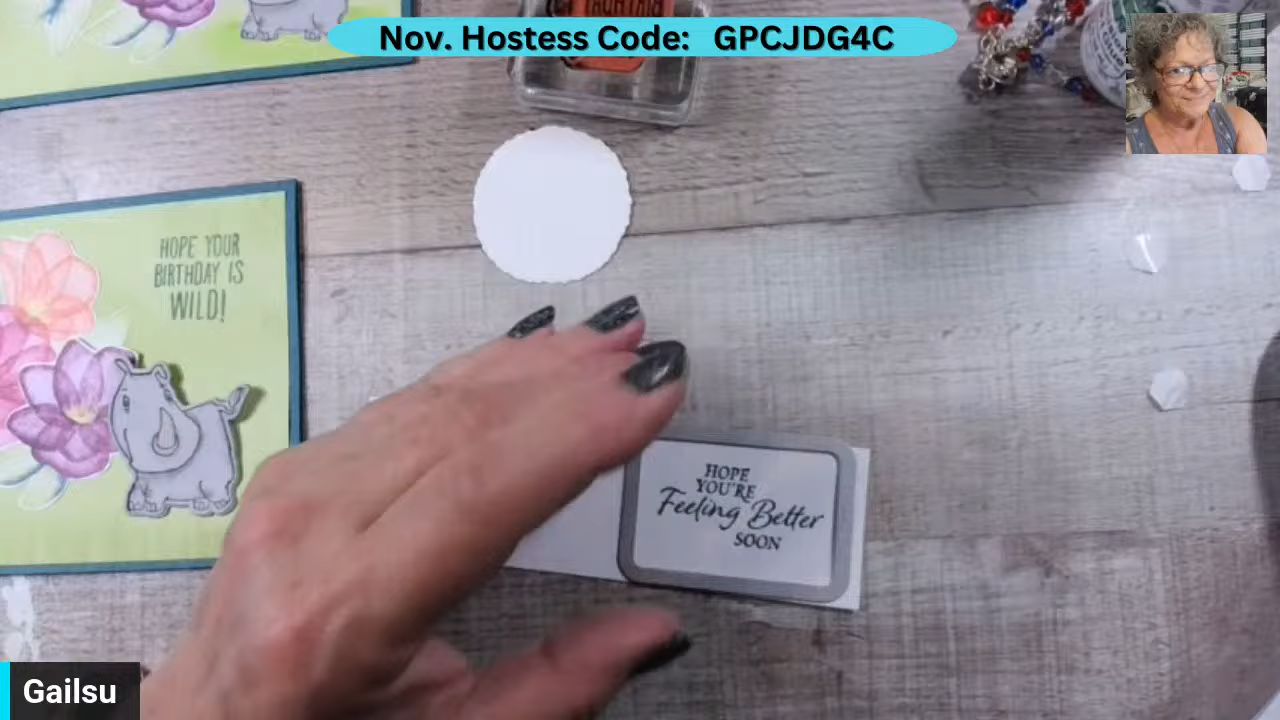 Nov. Hostess Code: GPCJDG4C
HOPE YOUR
BIRTHDAY IS
WILD!
HOPE
YOU'RE
Feeling Better
SOON
Gailsu